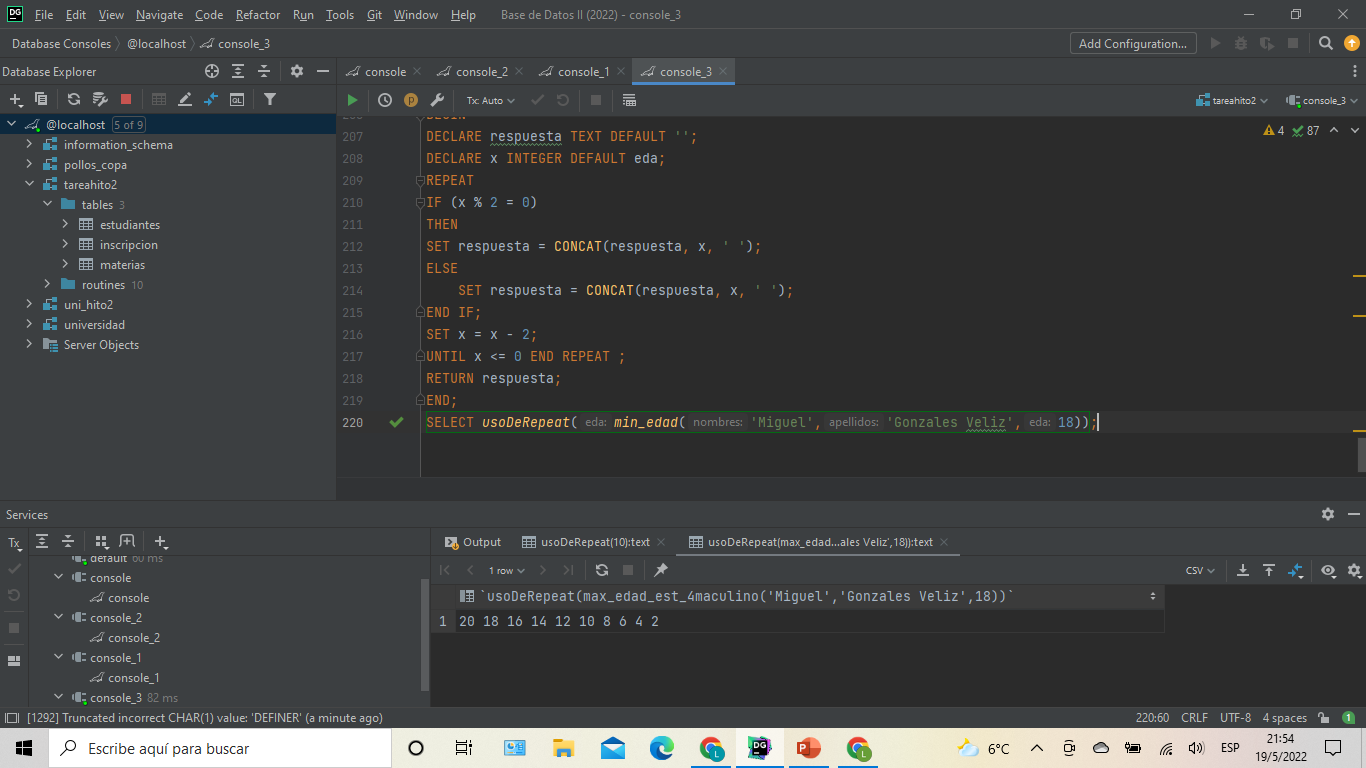 File Edit View Navigate Code Refactor Run Tools Git Window Help Base de Datos II (2022) - console_3
Database Consoles @localhost console_3 Add Configuration...
Database Explorer
console console_2 console_1 console_3
Tx: Auto tareahito2 console_3
@localhost 5 of 9
information_schema
pollos_copa
tareahito2
tables 3
estudiantes
inscripcion
materias
routines 10
uni_hito2
universidad
Server Objects
4 87
206 BEGIN
207 DECLARE respuesta TEXT DEFAULT '';
208 DECLARE x INTEGER DEFAULT eda;
209 REPEAT
210 IF (x % 2 = 0)
211 THEN
212 SET respuesta = CONCAT(respuesta, x, ' ');
213 ELSE
214 SET respuesta = CONCAT(respuesta, x, ' ');
215 END IF;
216 SET x = x - 2;
217 UNTIL x <= 0 END REPEAT ;
218 RETURN respuesta;
219 END;
220 SELECT usoDeRepeat( eda: min_edad( nombres: 'Miguel', apellidos: 'Gonzales Veliz', eda: 18));
Services
Tx
default 60 ms
console
console
console_2
console_2
console_1
console_1
console_3 82 ms
Output usoDeRepeat(10):text usoDeRepeat(max_edad...ales Veliz',18)):text
1 row CSV
`usoDeRepeat(max_edad_est_4maculino('Miguel','Gonzales Veliz',18))`
1 20 18 16 14 12 10 8 6 4 2
[1292] Truncated incorrect CHAR(1) value: 'DEFINER' (a minute ago) 220:60 CRLF UTF-8 4 spaces 1
Escribe aquí para buscar 6°C ESP 21:54
19/5/2022